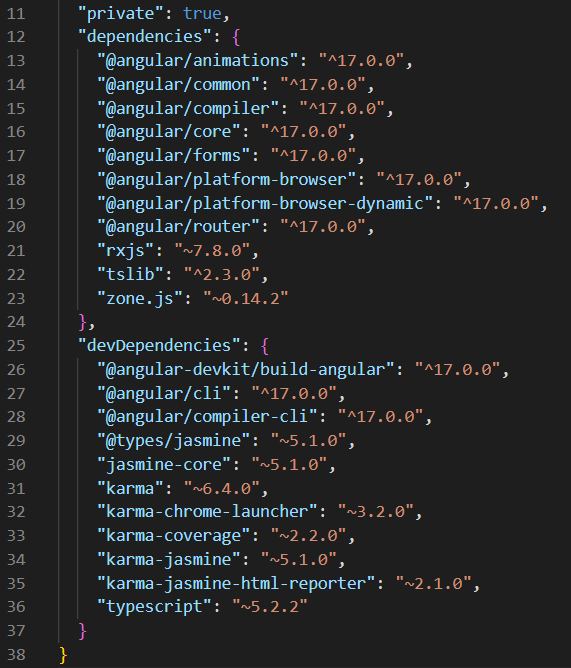 11 "private": true,
12 "dependencies": {
13 "@angular/animations": "^17.0.0",
14 "@angular/common": "^17.0.0",
15 "@angular/compiler": "^17.0.0",
16 "@angular/core": "^17.0.0",
17 "@angular/forms": "^17.0.0",
18 "@angular/platform-browser": "^17.0.0",
19 "@angular/platform-browser-dynamic": "^17.0.0",
20 "@angular/router": "^17.0.0",
21 "rxjs": "~7.8.0",
22 "tslib": "^2.3.0",
23 "zone.js": "~0.14.2"
24 },
25 "devDependencies": {
26 "@angular-devkit/build-angular": "^17.0.0",
27 "@angular/cli": "^17.0.0",
28 "@angular/compiler-cli": "^17.0.0",
29 "@types/jasmine": "~5.1.0",
30 "jasmine-core": "~5.1.0",
31 "karma": "~6.4.0",
32 "karma-chrome-launcher": "~3.2.0",
33 "karma-coverage": "~2.2.0",
34 "karma-jasmine": "~5.1.0",
35 "karma-jasmine-html-reporter": "~2.1.0",
36 "typescript": "~5.2.2"
37 }
38 }